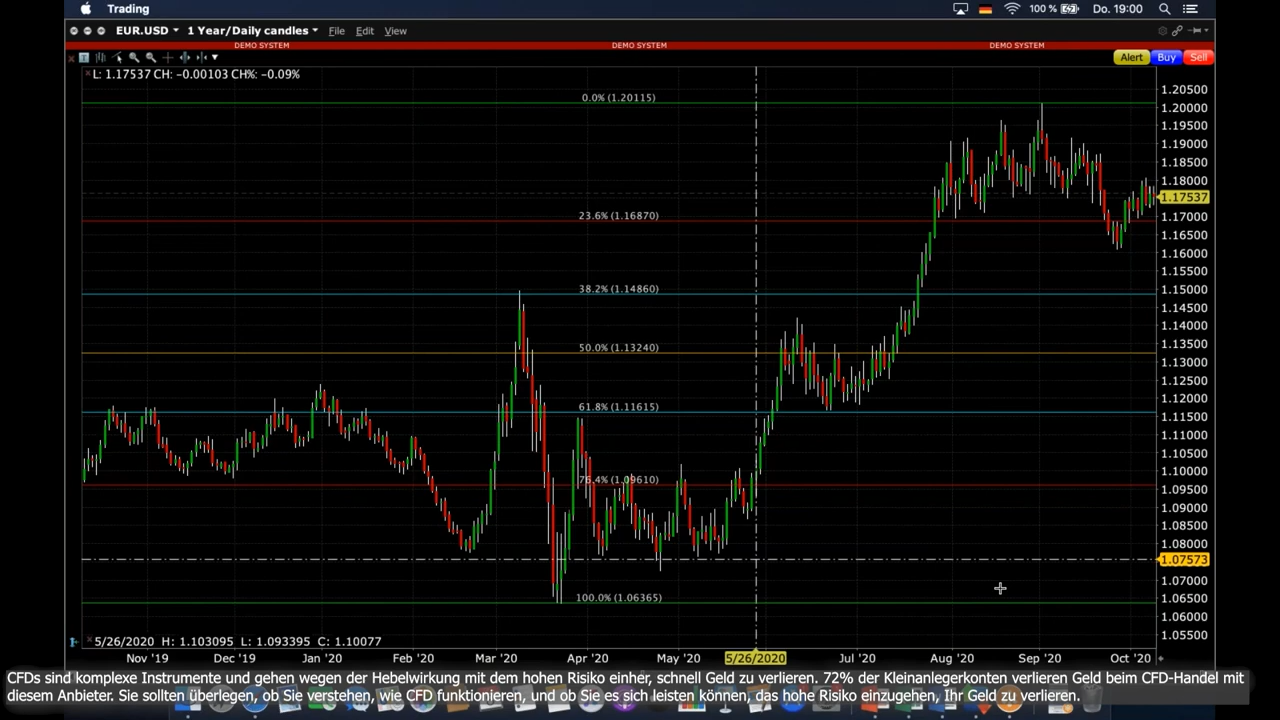 Trading
100 %
Do. 19:00
EUR.USD
1 Year/Daily candles
File
Edit
View
DEMO SYSTEM
DEMO SYSTEM
DEMO SYSTEM
Alert
Buy
Sell
L: 1.17537 CH: −0.00103 CH%: −0.09%
0.0% (1.20115)
23.6% (1.16870)
38.2% (1.14860)
50.0% (1.13240)
61.8% (1.11615)
76.4% (1.09610)
100.0% (1.06365)
1.20500
1.20000
1.19500
1.19000
1.18500
1.18000
1.17537
1.17000
1.16500
1.16000
1.15500
1.15000
1.14500
1.14000
1.13500
1.13000
1.12500
1.12000
1.11500
1.11000
1.10500
1.10000
1.09500
1.09000
1.08500
1.08000
1.07573
1.07000
1.06500
1.06000
1.05500
5/26/2020 H: 1.103095 L: 1.093395 C: 1.10077
Nov '19
Dec '19
Jan '20
Feb '20
Mar '20
Apr '20
May '20
5/26/2020
Jul '20
Aug '20
Sep '20
Oct '20
CFDs sind komplexe Instrumente und gehen wegen der Hebelwirkung mit dem hohen Risiko einher, schnell Geld zu verlieren. 72% der Kleinanlegerkonten verlieren Geld beim CFD-Handel mit
diesem Anbieter. Sie sollten überlegen, ob Sie verstehen, wie CFD funktionieren, und ob Sie es sich leisten können, das hohe Risiko einzugehen, Ihr Geld zu verlieren.